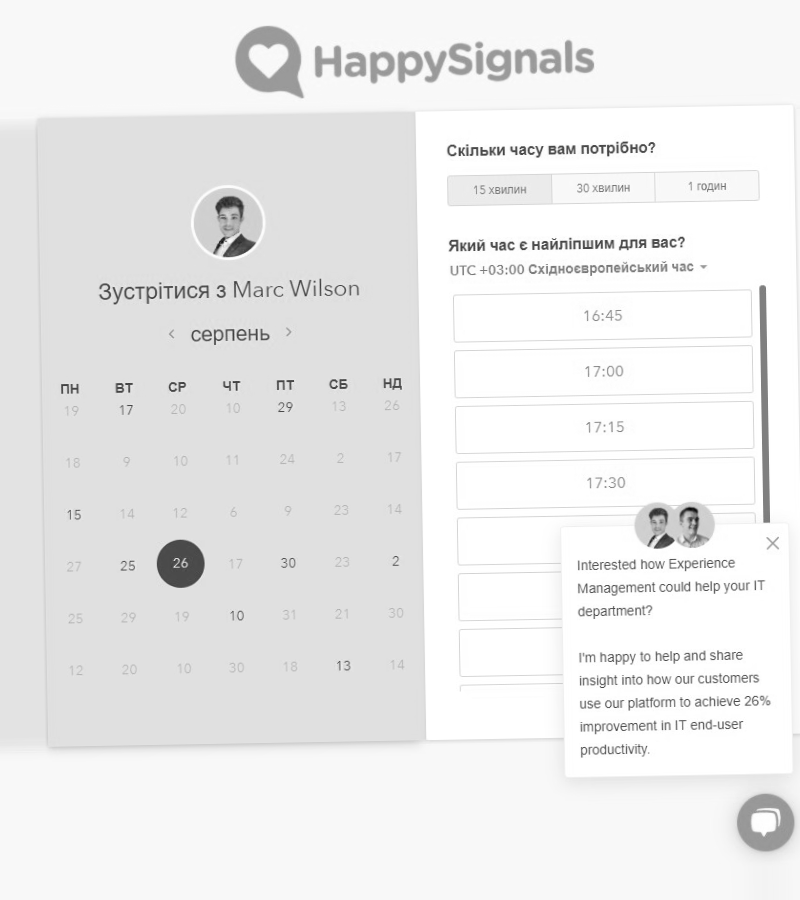 HappySignals
Зустрітися з Marc Wilson
серпень
ПН ВТ СР ЧТ ПТ СБ НД
19 17 20 10 29 13 26
18 9 10 11 24 2 17
15 14 12 6 9 23 14
27 25 26 17 30 23 2
25 29 19 10 31 21 30
12 20 10 30 18 13 14
Скільки часу вам потрібно?
15 хвилин 30 хвилин 1 годин
Який час є найліпшим для вас?
UTC +03:00 Східноєвропейський час
16:45
17:00
17:15
17:30
Interested how Experience
Management could help your IT
department?
I'm happy to help and share
insight into how our customers
use our platform to achieve 26%
improvement in IT end-user
productivity.